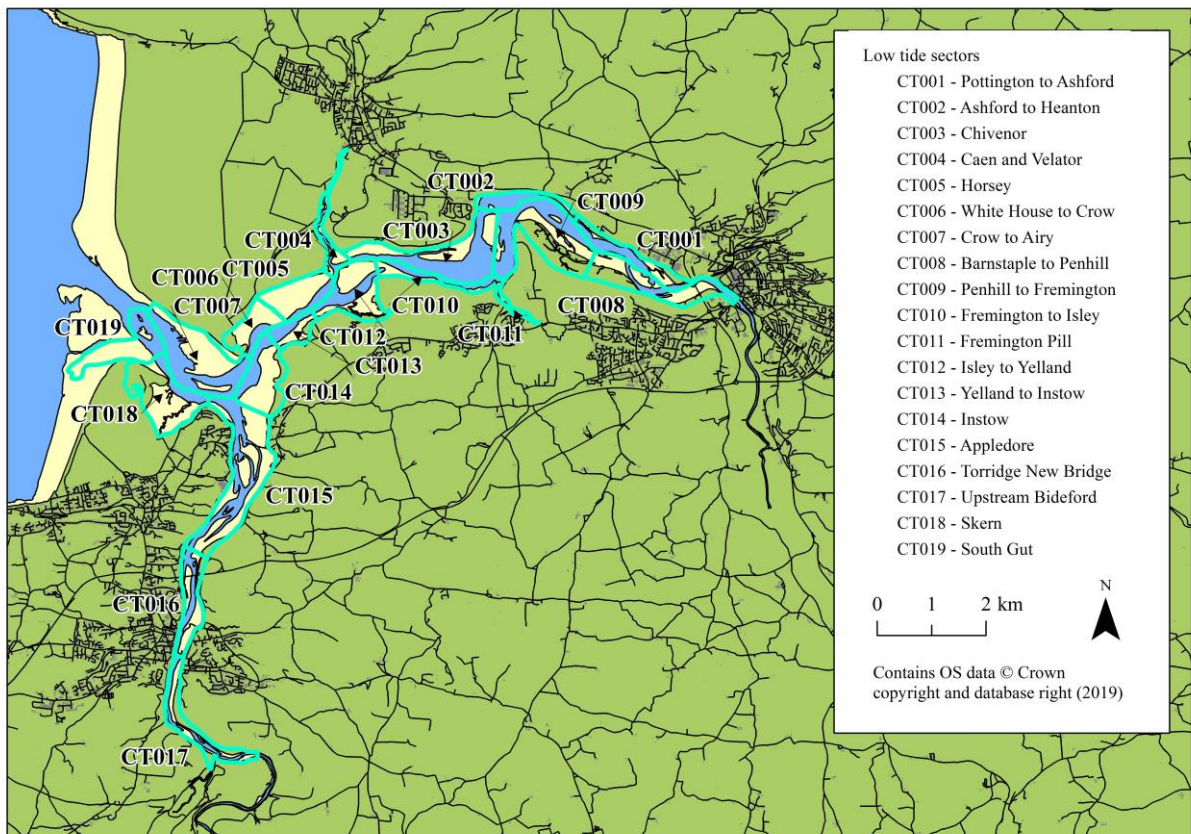 CT002
CT009
CT003
CT001
CT004
CT005
CT006
CT007
CT019
CT008
CT010
CT011
CT012
CT013
CT014
CT018
CT015
CT016
CT017
Low tide sectors
CT001 - Pottington to Ashford
CT002 - Ashford to Heanton
CT003 - Chivenor
CT004 - Caen and Velator
CT005 - Horsey
CT006 - White House to Crow
CT007 - Crow to Airy
CT008 - Barnstaple to Penhill
CT009 - Penhill to Fremington
CT010 - Fremington to Isley
CT011 - Fremington Pill
CT012 - Isley to Yelland
CT013 - Yelland to Instow
CT014 - Instow
CT015 - Appledore
CT016 - Torridge New Bridge
CT017 - Upstream Bideford
CT018 - Skern
CT019 - South Gut
N
0 1 2 km
Contains OS data © Crown
copyright and database right (2019)